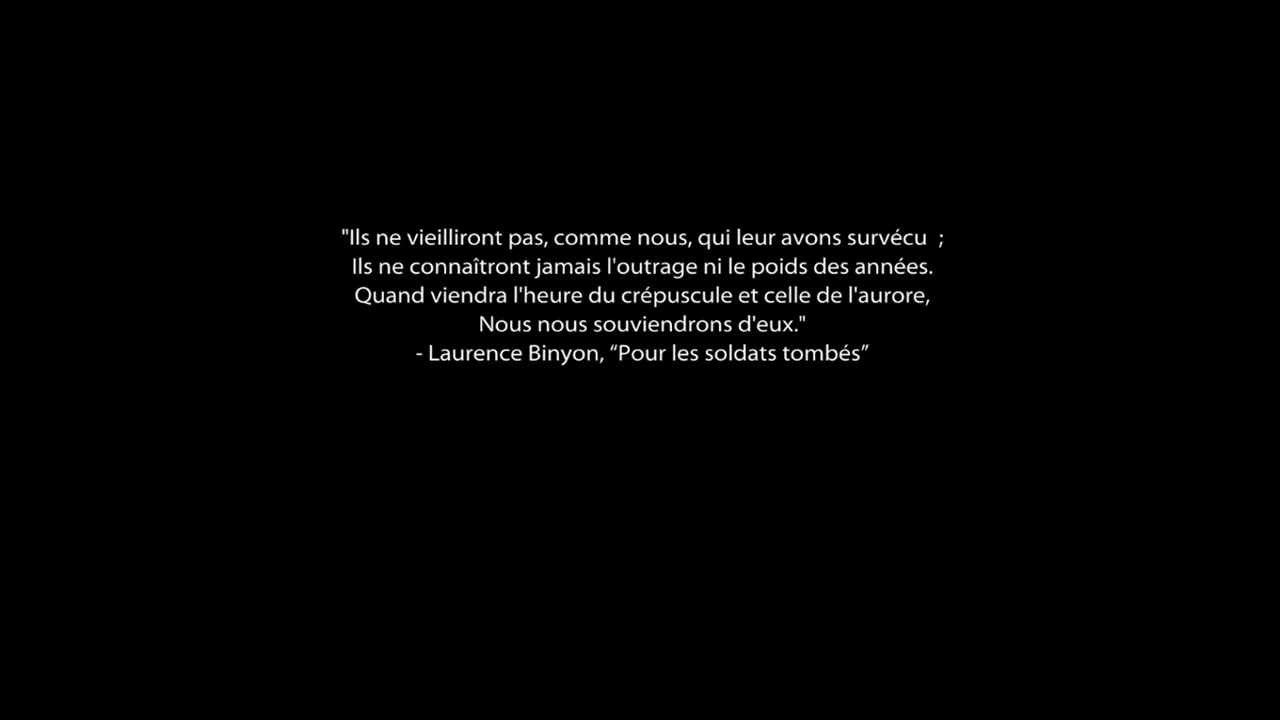 "Ils ne vieilliront pas, comme nous, qui leur avons survécu  ;
Ils ne connaîtront jamais l'outrage ni le poids des années.
Quand viendra l'heure du crépuscule et celle de l'aurore,
Nous nous souviendrons d'eux."
- Laurence Binyon, “Pour les soldats tombés”